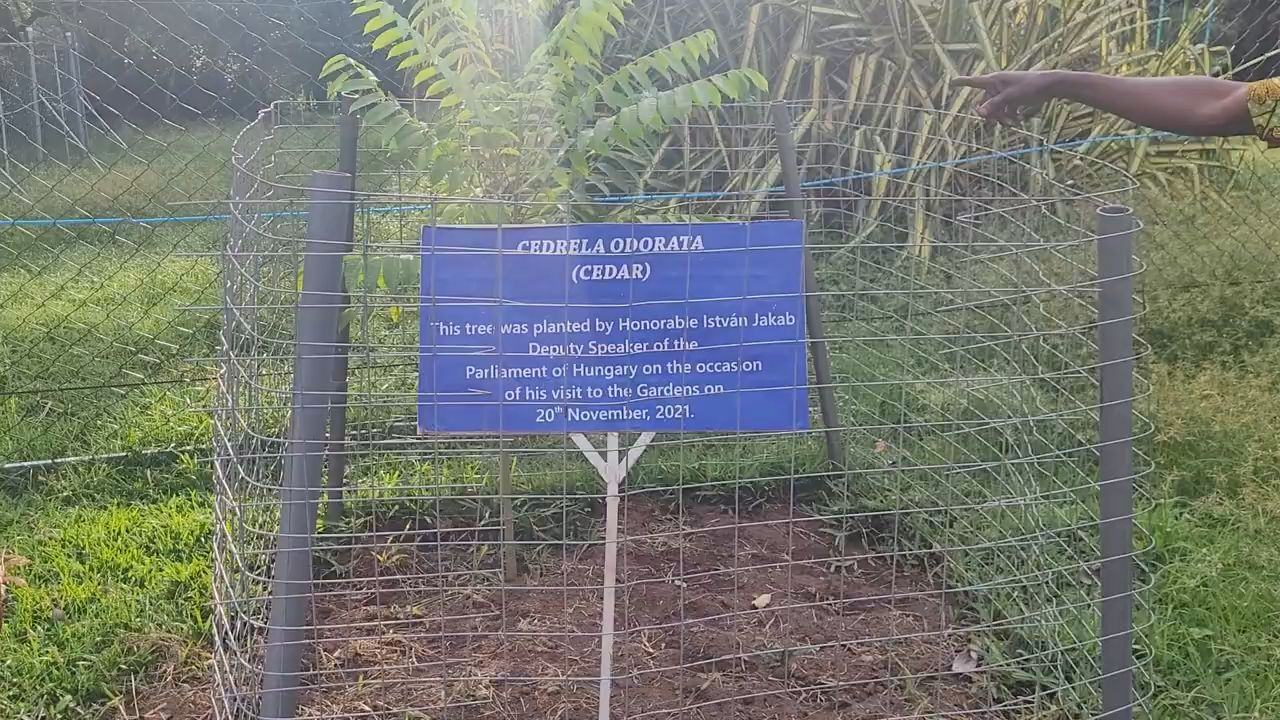 CEDRELA ODORATA
(CEDAR)
This tree was planted by Honorable István Jakab
Deputy Speaker of the
Parliament of Hungary on the occasion
of his visit to the Gardens on
20th November, 2021.